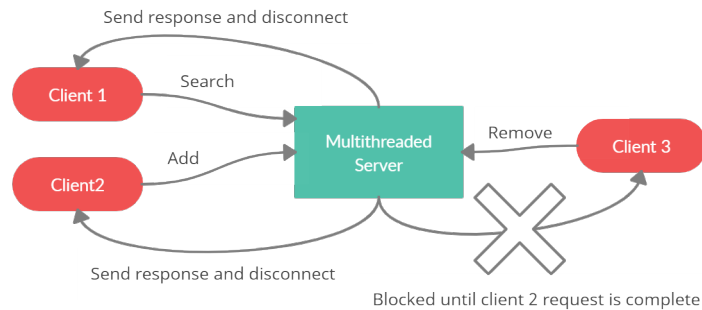 Send response and disconnect
Client 1
Search
Multithreaded
Server
Remove
Client 3
Add
Client2
Send response and disconnect
Blocked until client 2 request is complete